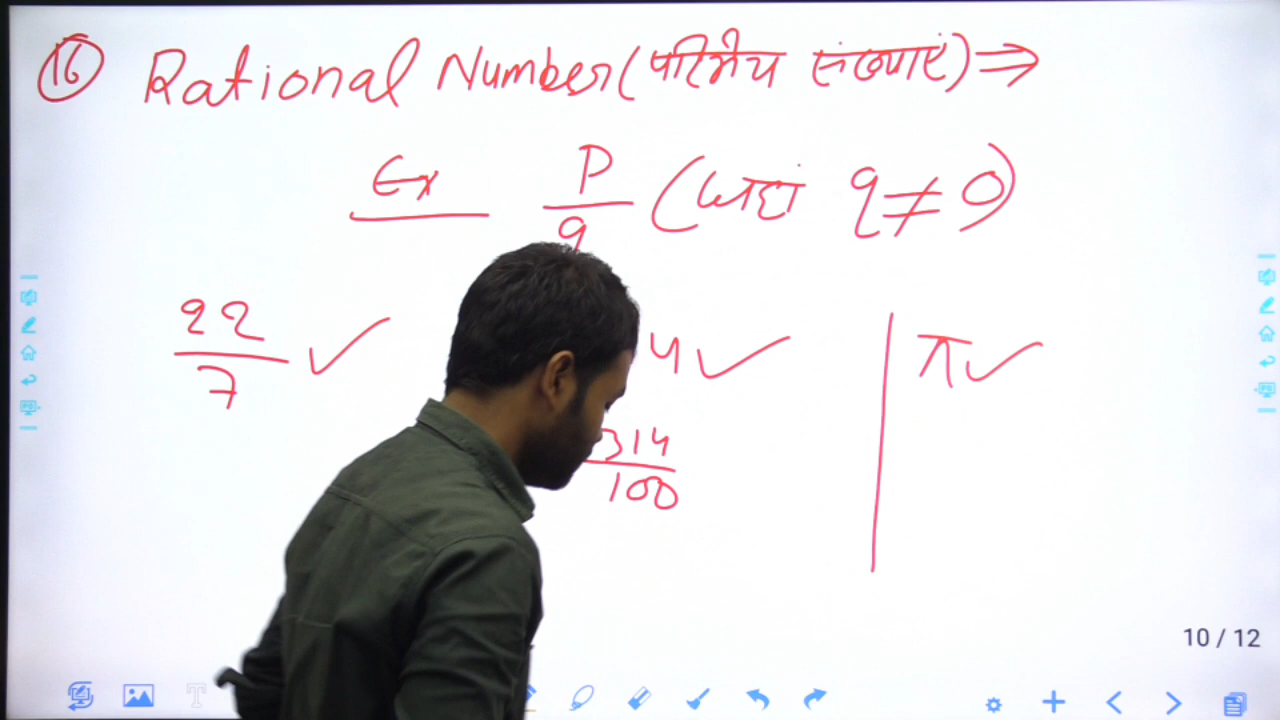 16 Rational Number (परिमेय संख्याएं) ⇒
Ex P/q (जहां q ≠ 0)
22/7 ✓ 4 ✓ π ✓
314/100
10 / 12